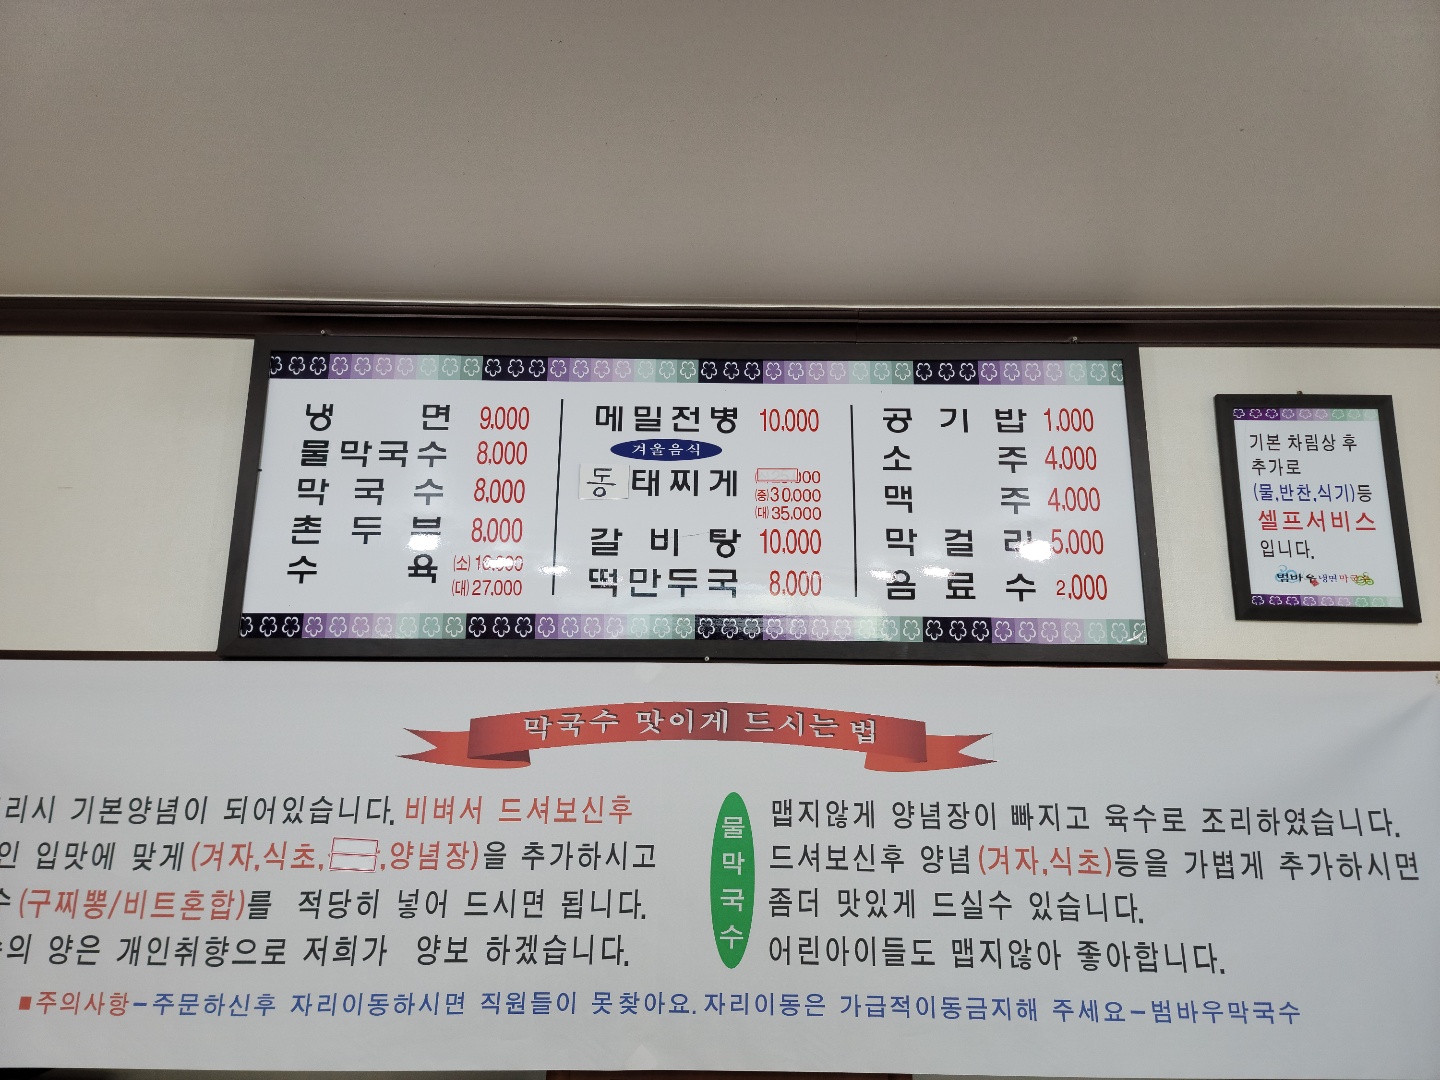 냉면 9,000
물막국수 8,000
막국수 8,000
촌두부 8,000
수육 (소)
(대) 27,000
메밀전병 10,000
겨울음식
동태찌게
(중) 30,000
(대) 35,000
갈비탕 10,000
떡만두국 8,000
공기밥 1,000
소주 4,000
맥주 4,000
막걸리 5,000
음료수 2,000
기본 차림상 후
추가로
(물,반찬,식기)등
셀프서비스
입니다.
범바우냉면막국수
막국수 맛이게 드시는 법
리시 기본양념이 되어있습니다. 비벼서 드셔보신후
인 입맛에 맞게(겨자,식초, ,양념장)을 추가하시고
수(구찌뽕/비트혼합)를 적당히 넣어 드시면 됩니다.
의 양은 개인취향으로 저희가 양보 하겠습니다.
물막국수
맵지않게 양념장이 빠지고 육수로 조리하였습니다.
드셔보신후 양념(겨자,식초)등을 가볍게 추가하시면
좀더 맛있게 드실수 있습니다.
어린아이들도 맵지않아 좋아합니다.
■주의사항-주문하신후 자리이동하시면 직원들이 못찾아요. 자리이동은 가급적이동금지해 주세요-범바우막국수